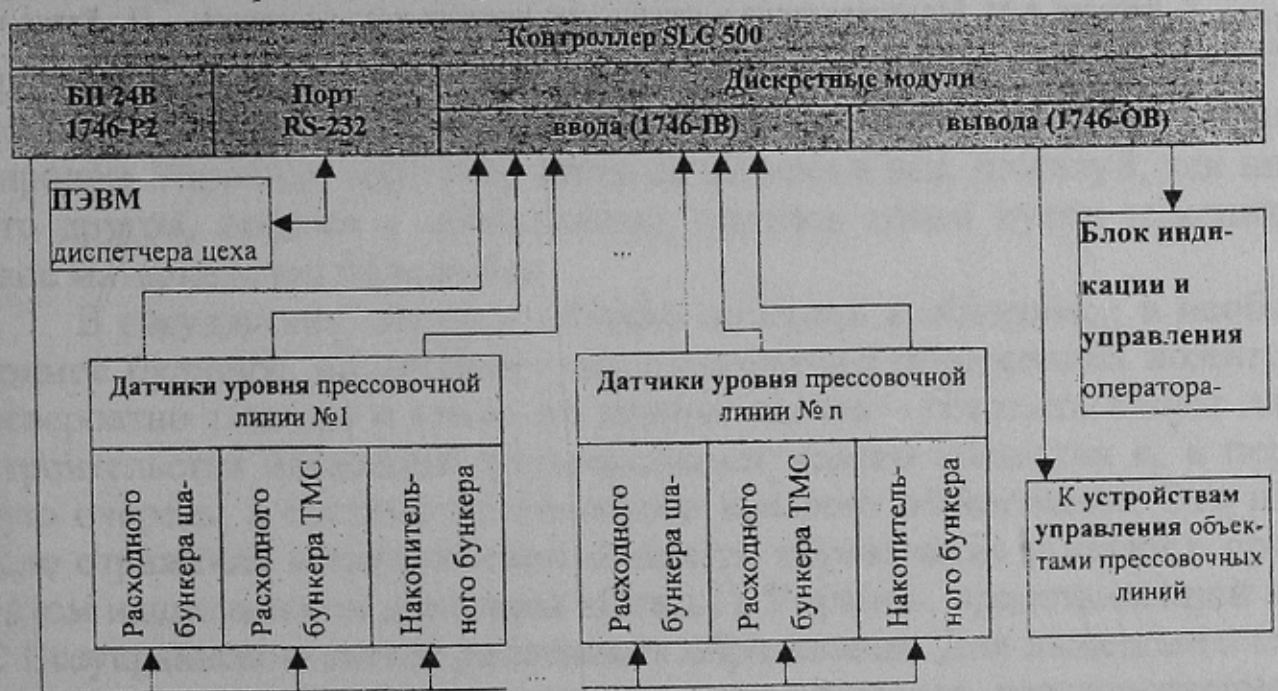 Контроллер SLC 500
БП 24В
1746-P2
Порт
RS-232
Дискретные модули
ввода (1746-IB)
вывода (1746-OB)
ПЭВМ
диспетчера цеха
...
Блок инди-
кации и
управления
оператора-
Датчики уровня прессовочной
линии №1
Расходного
бункера ша-
Расходного
бункера ТМС
Накопитель-
ного бункера
Датчики уровня прессовочной
линии № n
Расходного
бункера ша-
Расходного
бункера ТМС
Накопитель-
ного бункера
К устройствам
управления объек-
тами прессовочных
линий